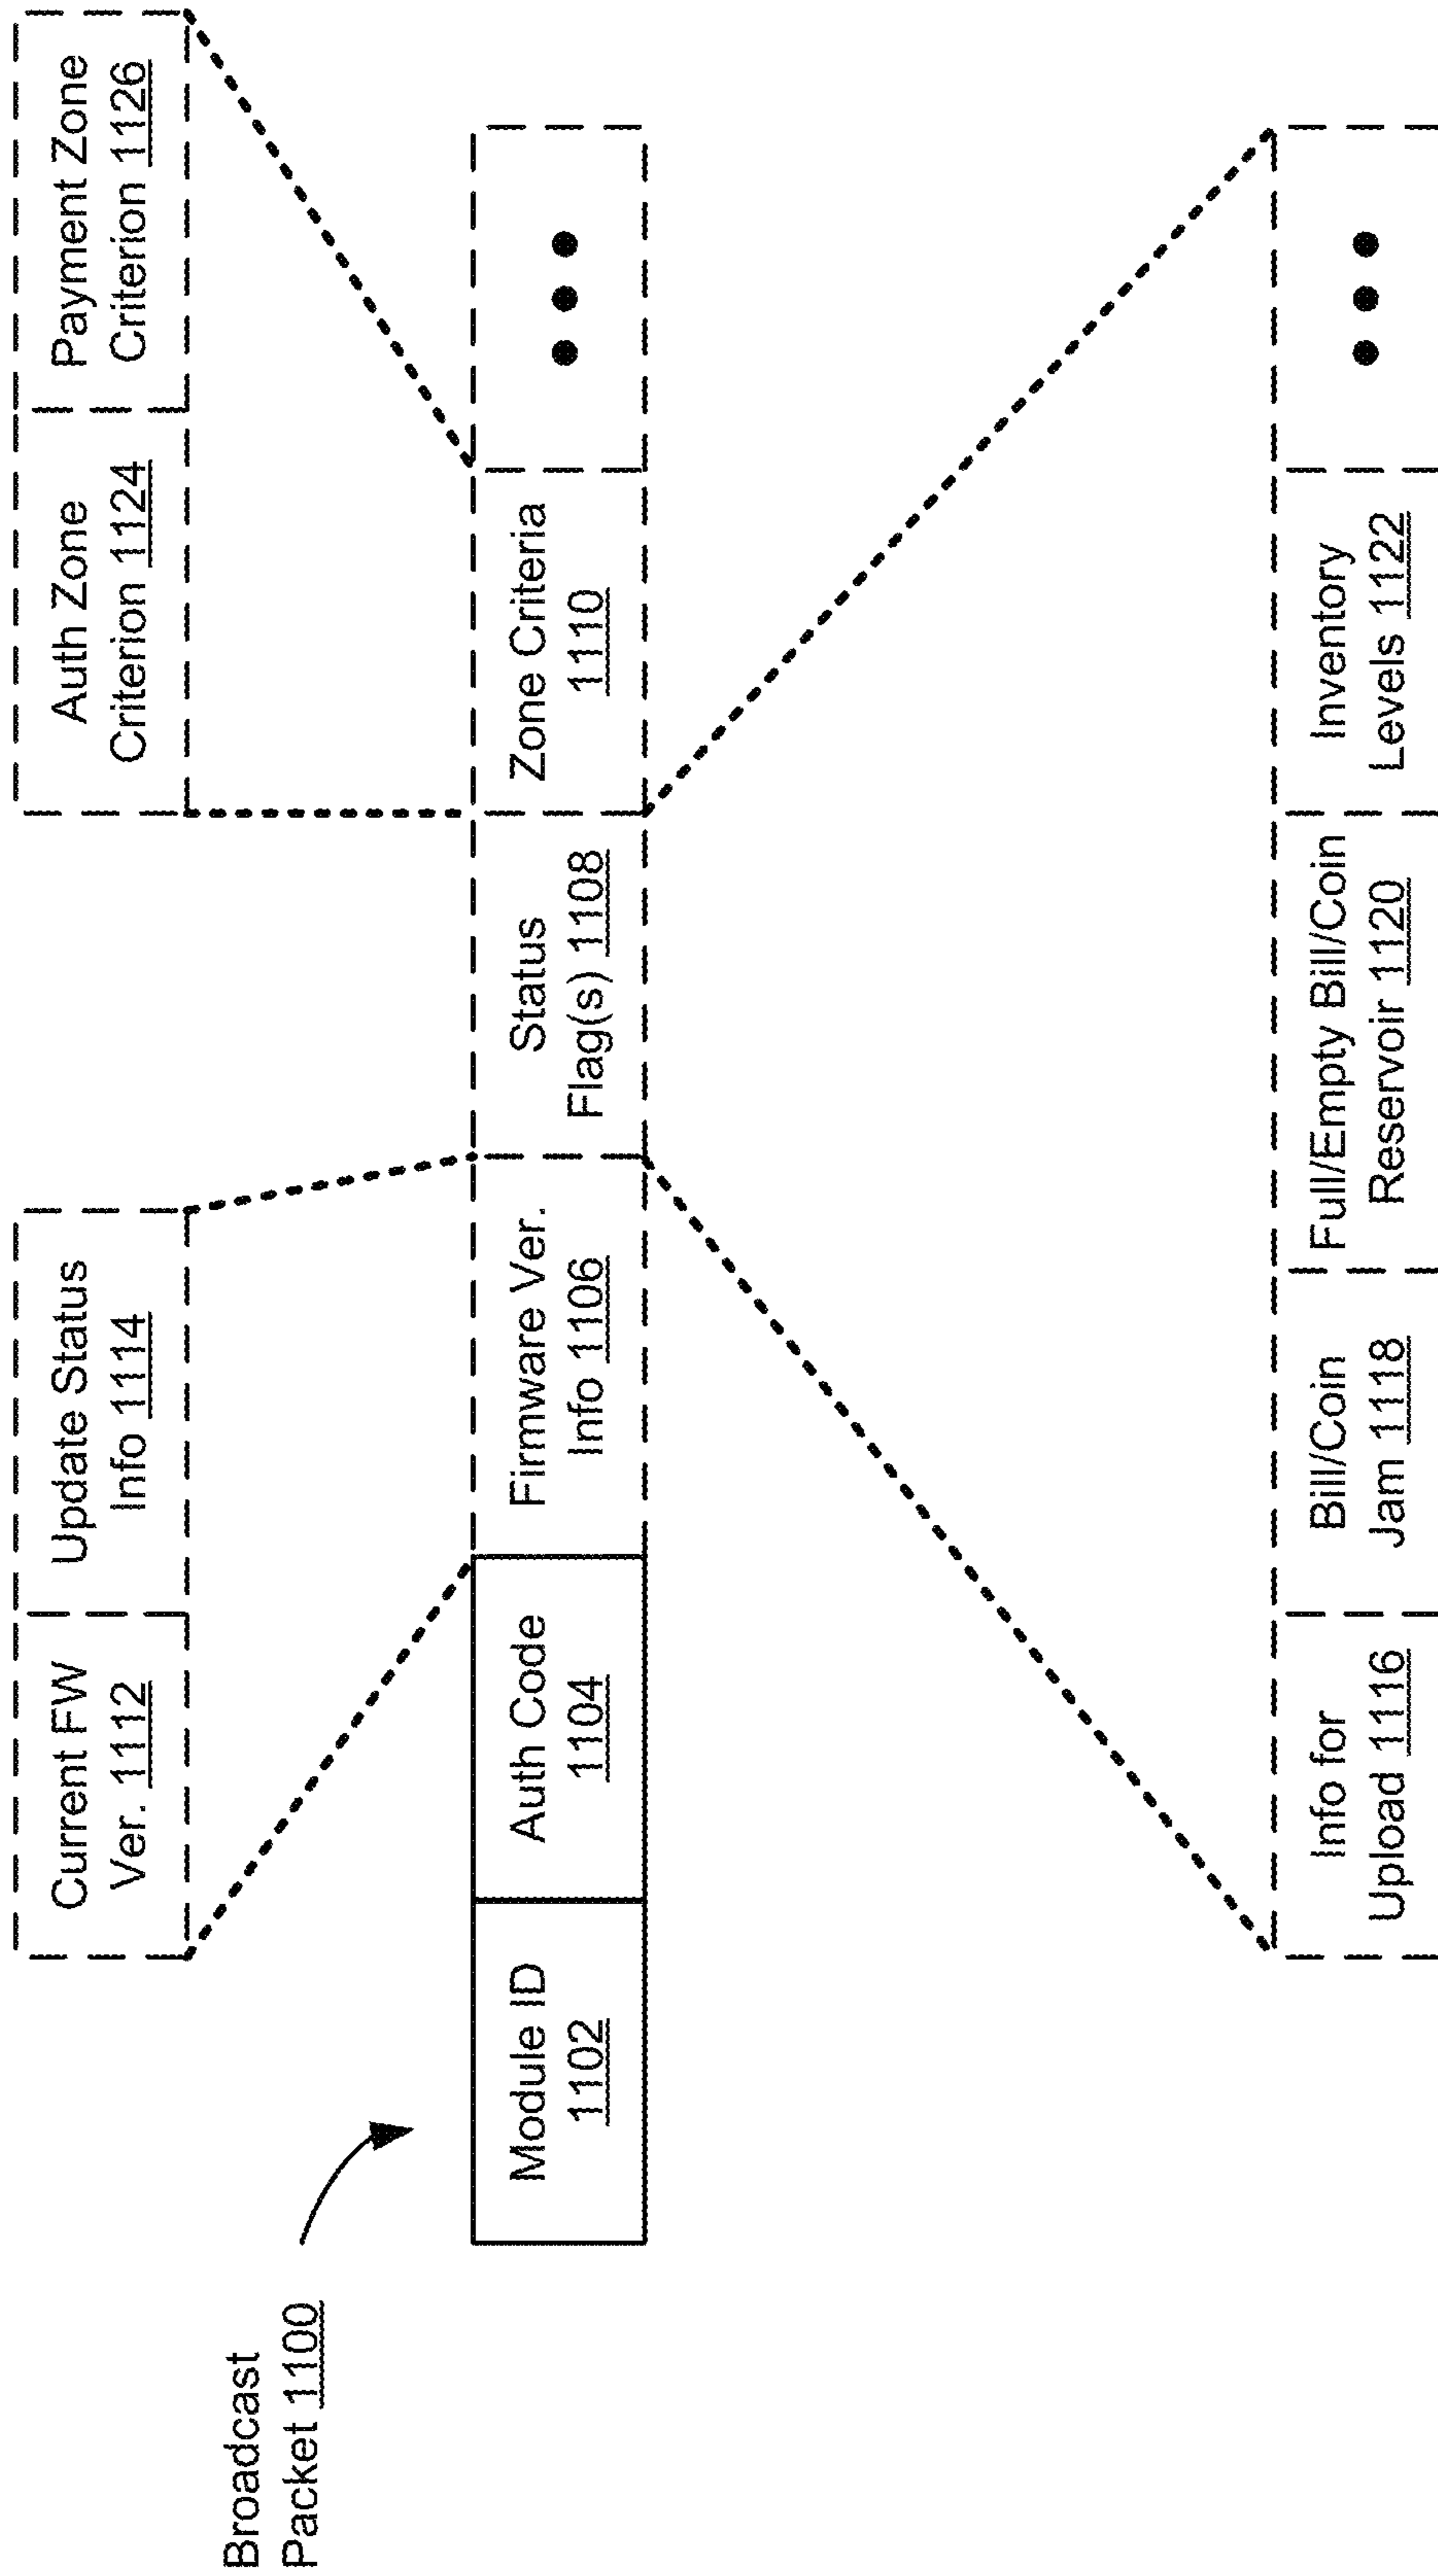 Current FW
Ver. 1112
Update Status
Info 1114
Auth Zone
Criterion 1124
Payment Zone
Criterion 1126
Broadcast
Packet 1100
Module ID
1102
Auth Code
1104
Firmware Ver.
Info 1106
Status
Flag(s) 1108
Zone Criteria
1110
Info for
Upload 1116
Bill/Coin
Jam 1118
Full/Empty Bill/Coin
Reservoir 1120
Inventory
Levels 1122